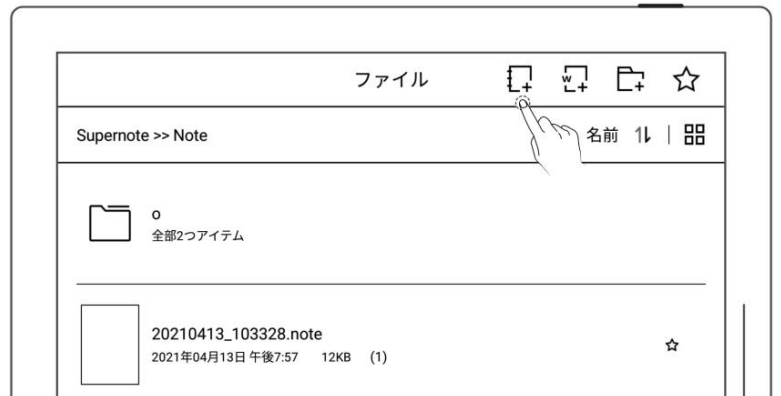 ファイル
W
Supernote >> Note
名前
o
全部2つアイテム
20210413_103328.note
2021年04月13日 午後7:57 12KB (1)